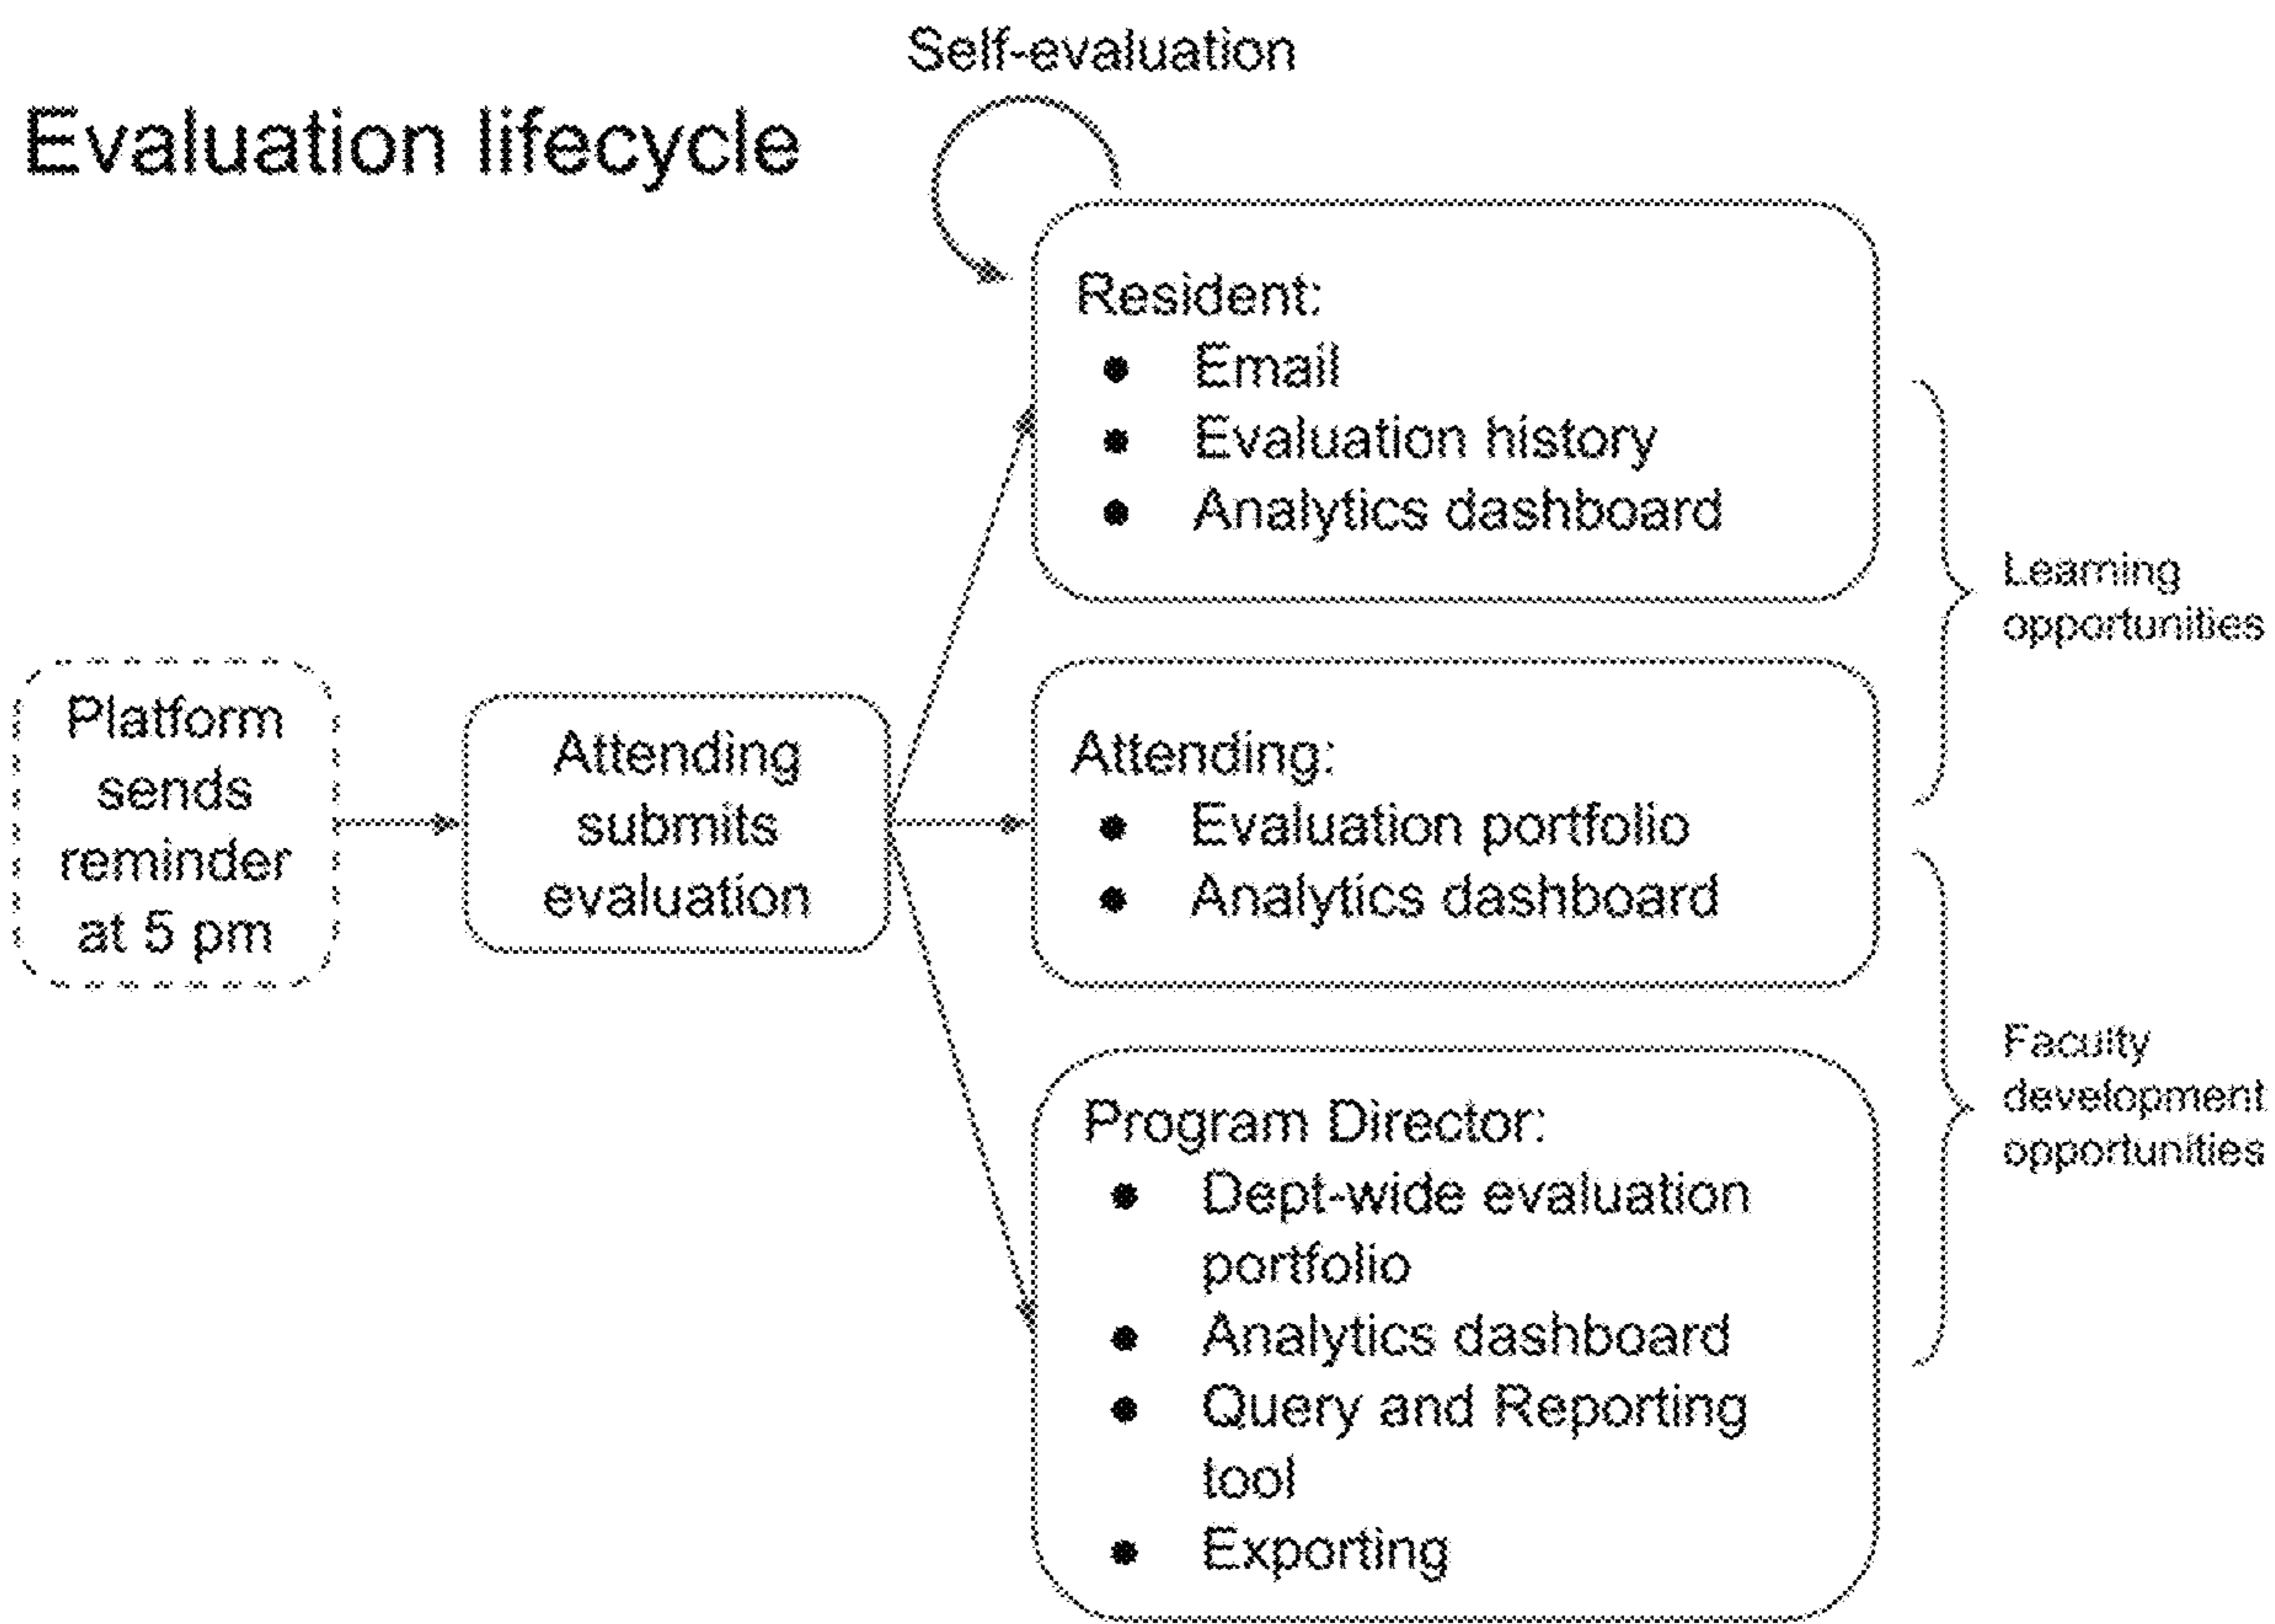 Self-evaluation
Evaluation lifecycle
Resident:
● Email
● Evaluation history
● Analytics dashboard
Learning
opportunities
Platform
sends
reminder
at 5 pm
Attending
submits
evaluation
Attending:
● Evaluation portfolio
● Analytics dashboard
Faculty
development
opportunities
Program Director:
● Dept-wide evaluation
portfolio
● Analytics dashboard
● Query and Reporting
tool
● Exporting